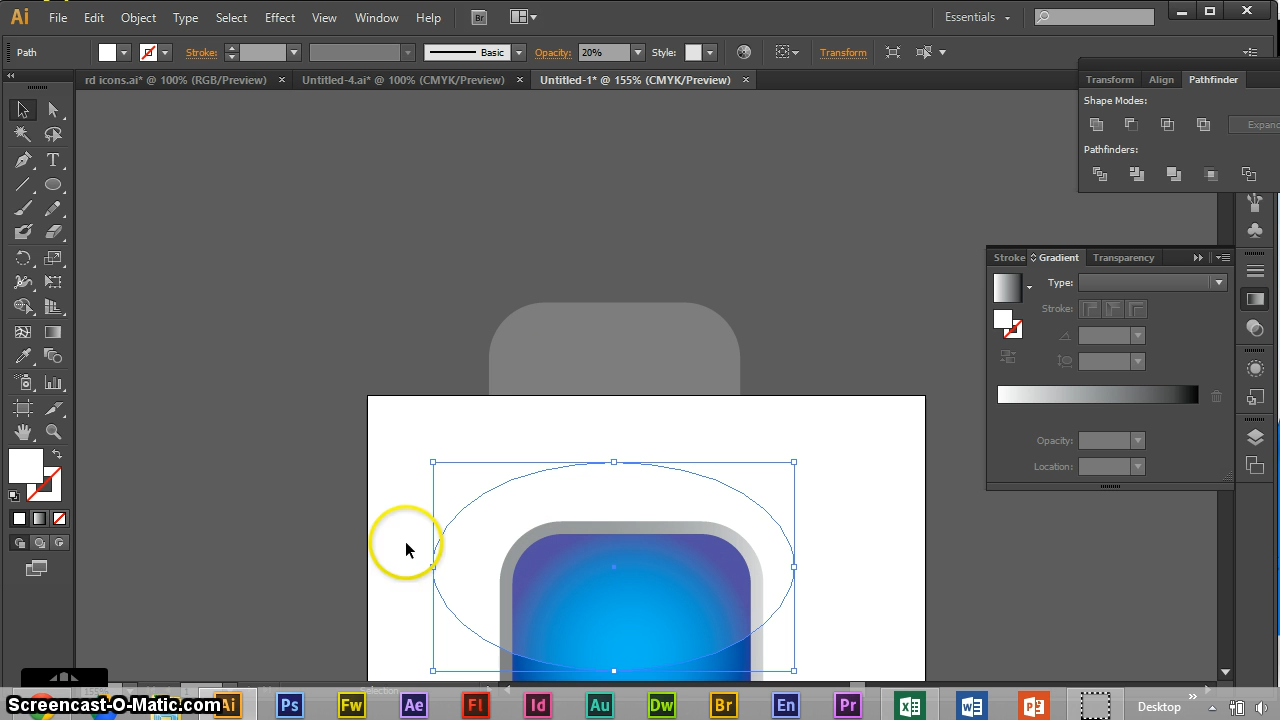 Ai File Edit Object Type Select Effect View Window Help Br Essentials
Path Stroke: Basic Opacity: 20% Style: Transform
rd icons.ai* @ 100% (RGB/Preview) × Untitled-4.ai* @ 100% (CMYK/Preview) × Untitled-1* @ 155% (CMYK/Preview) ×
Transform Align Pathfinder
Shape Modes:
Expand
Pathfinders:
T
Stroke Gradient Transparency
Type:
Stroke:
Opacity:
Location:
Selection
Screencast-O-Matic.com Ai Ps Fw Ae Fl Id Au Dw Br En Pr Desktop